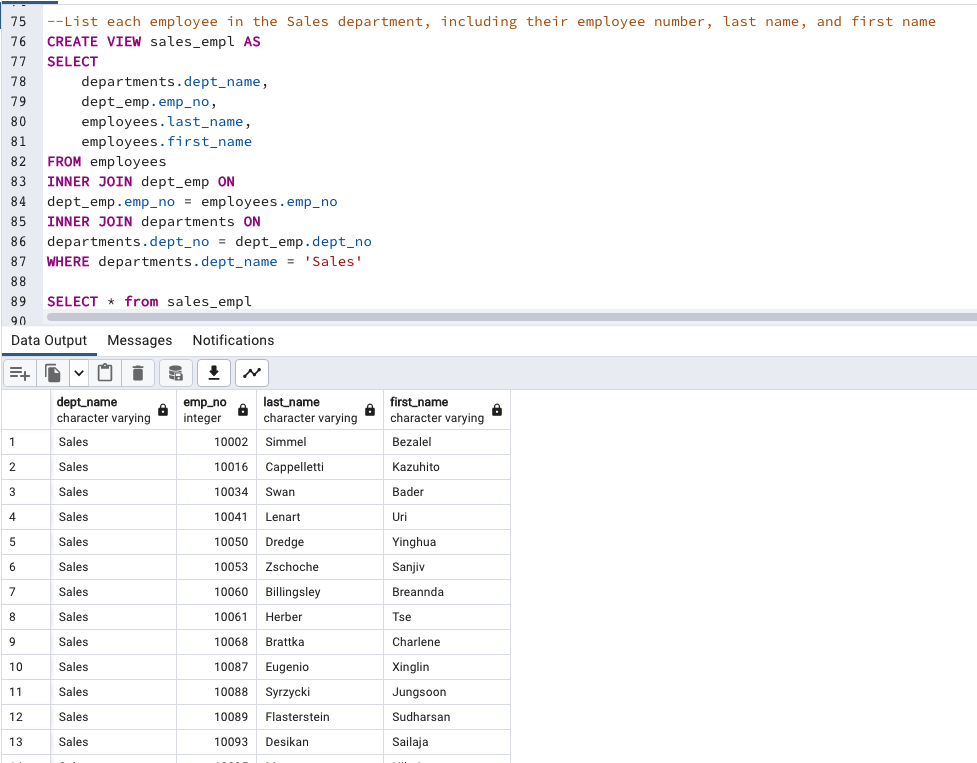 75 --List each employee in the Sales department, including their employee number, last name, and first name
76 CREATE VIEW sales_empl AS
77 SELECT
78 departments.dept_name,
79 dept_emp.emp_no,
80 employees.last_name,
81 employees.first_name
82 FROM employees
83 INNER JOIN dept_emp ON
84 dept_emp.emp_no = employees.emp_no
85 INNER JOIN departments ON
86 departments.dept_no = dept_emp.dept_no
87 WHERE departments.dept_name = 'Sales'
88
89 SELECT * from sales_empl
90
Data Output Messages Notifications
dept_name emp_no last_name first_name
character varying integer character varying character varying
1 Sales 10002 Simmel Bezalel
2 Sales 10016 Cappelletti Kazuhito
3 Sales 10034 Swan Bader
4 Sales 10041 Lenart Uri
5 Sales 10050 Dredge Yinghua
6 Sales 10053 Zschoche Sanjiv
7 Sales 10060 Billingsley Breannda
8 Sales 10061 Herber Tse
9 Sales 10068 Brattka Charlene
10 Sales 10087 Eugenio Xinglin
11 Sales 10088 Syrzycki Jungsoon
12 Sales 10089 Flasterstein Sudharsan
13 Sales 10093 Desikan Sailaja